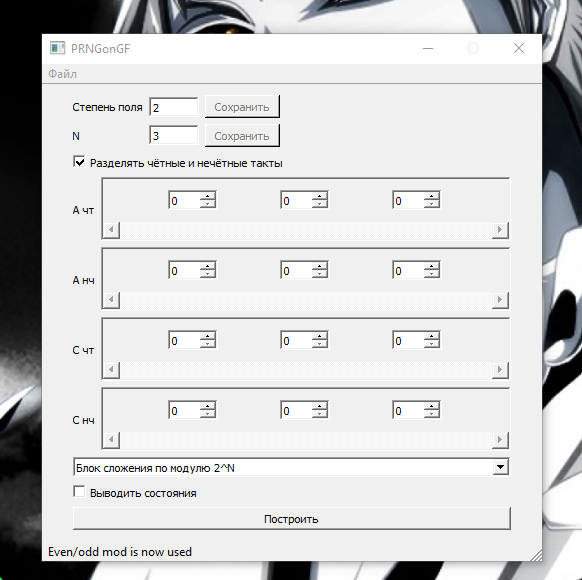 PRNGonGF
Файл
Степень поля 2 Сохранить
N 3 Сохранить
Разделять чётные и нечётные такты
А чт 0 0 0
А нч 0 0 0
С чт 0 0 0
С нч 0 0 0
Блок сложения по модулю 2^N
Выводить состояния
Построить
Even/odd mod is now used